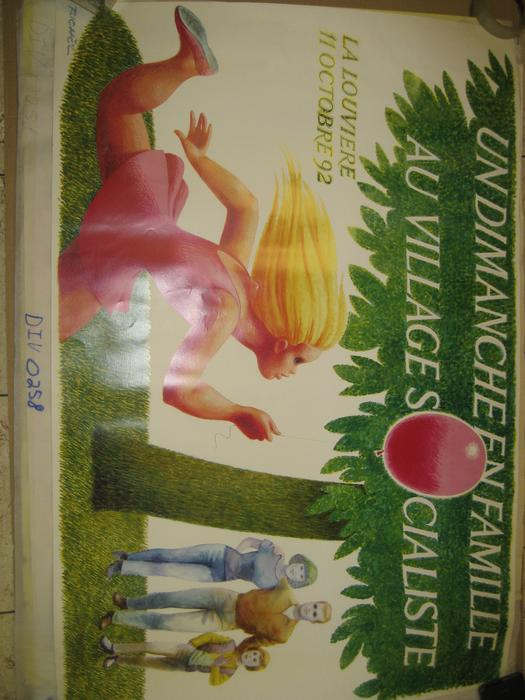 UN DIMANCHE EN FAMILLE
AU VILLAGE SOCIALISTE
LA LOUVIERE
11 OCTOBRE 92
DIV 0258